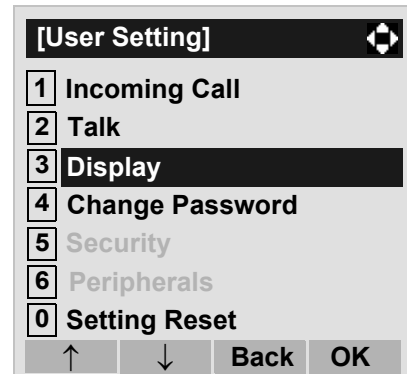 [User Setting]
1 Incoming Call
2 Talk
3 Display
4 Change Password
5 Security
6 Peripherals
0 Setting Reset
↑ ↓ Back OK